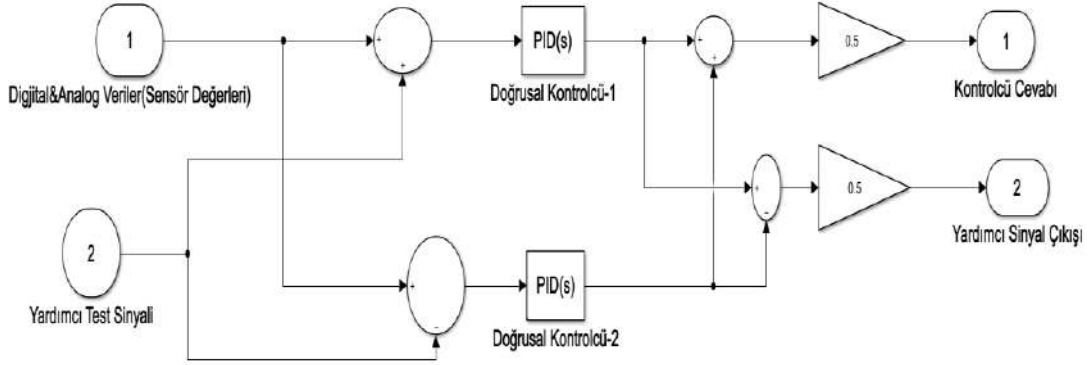 1
Digjital&Analog Veriler(Sensör Değerleri)
+
+
PID(s)
Doğrusal Kontrolcü-1
+
+
0.5
1
Kontrolcü Cevabı
2
Yardımcı Test Sinyali
+
-
PID(s)
Doğrusal Kontrolcü-2
+
-
0.5
2
Yardımcı Sinyal Çıkışı